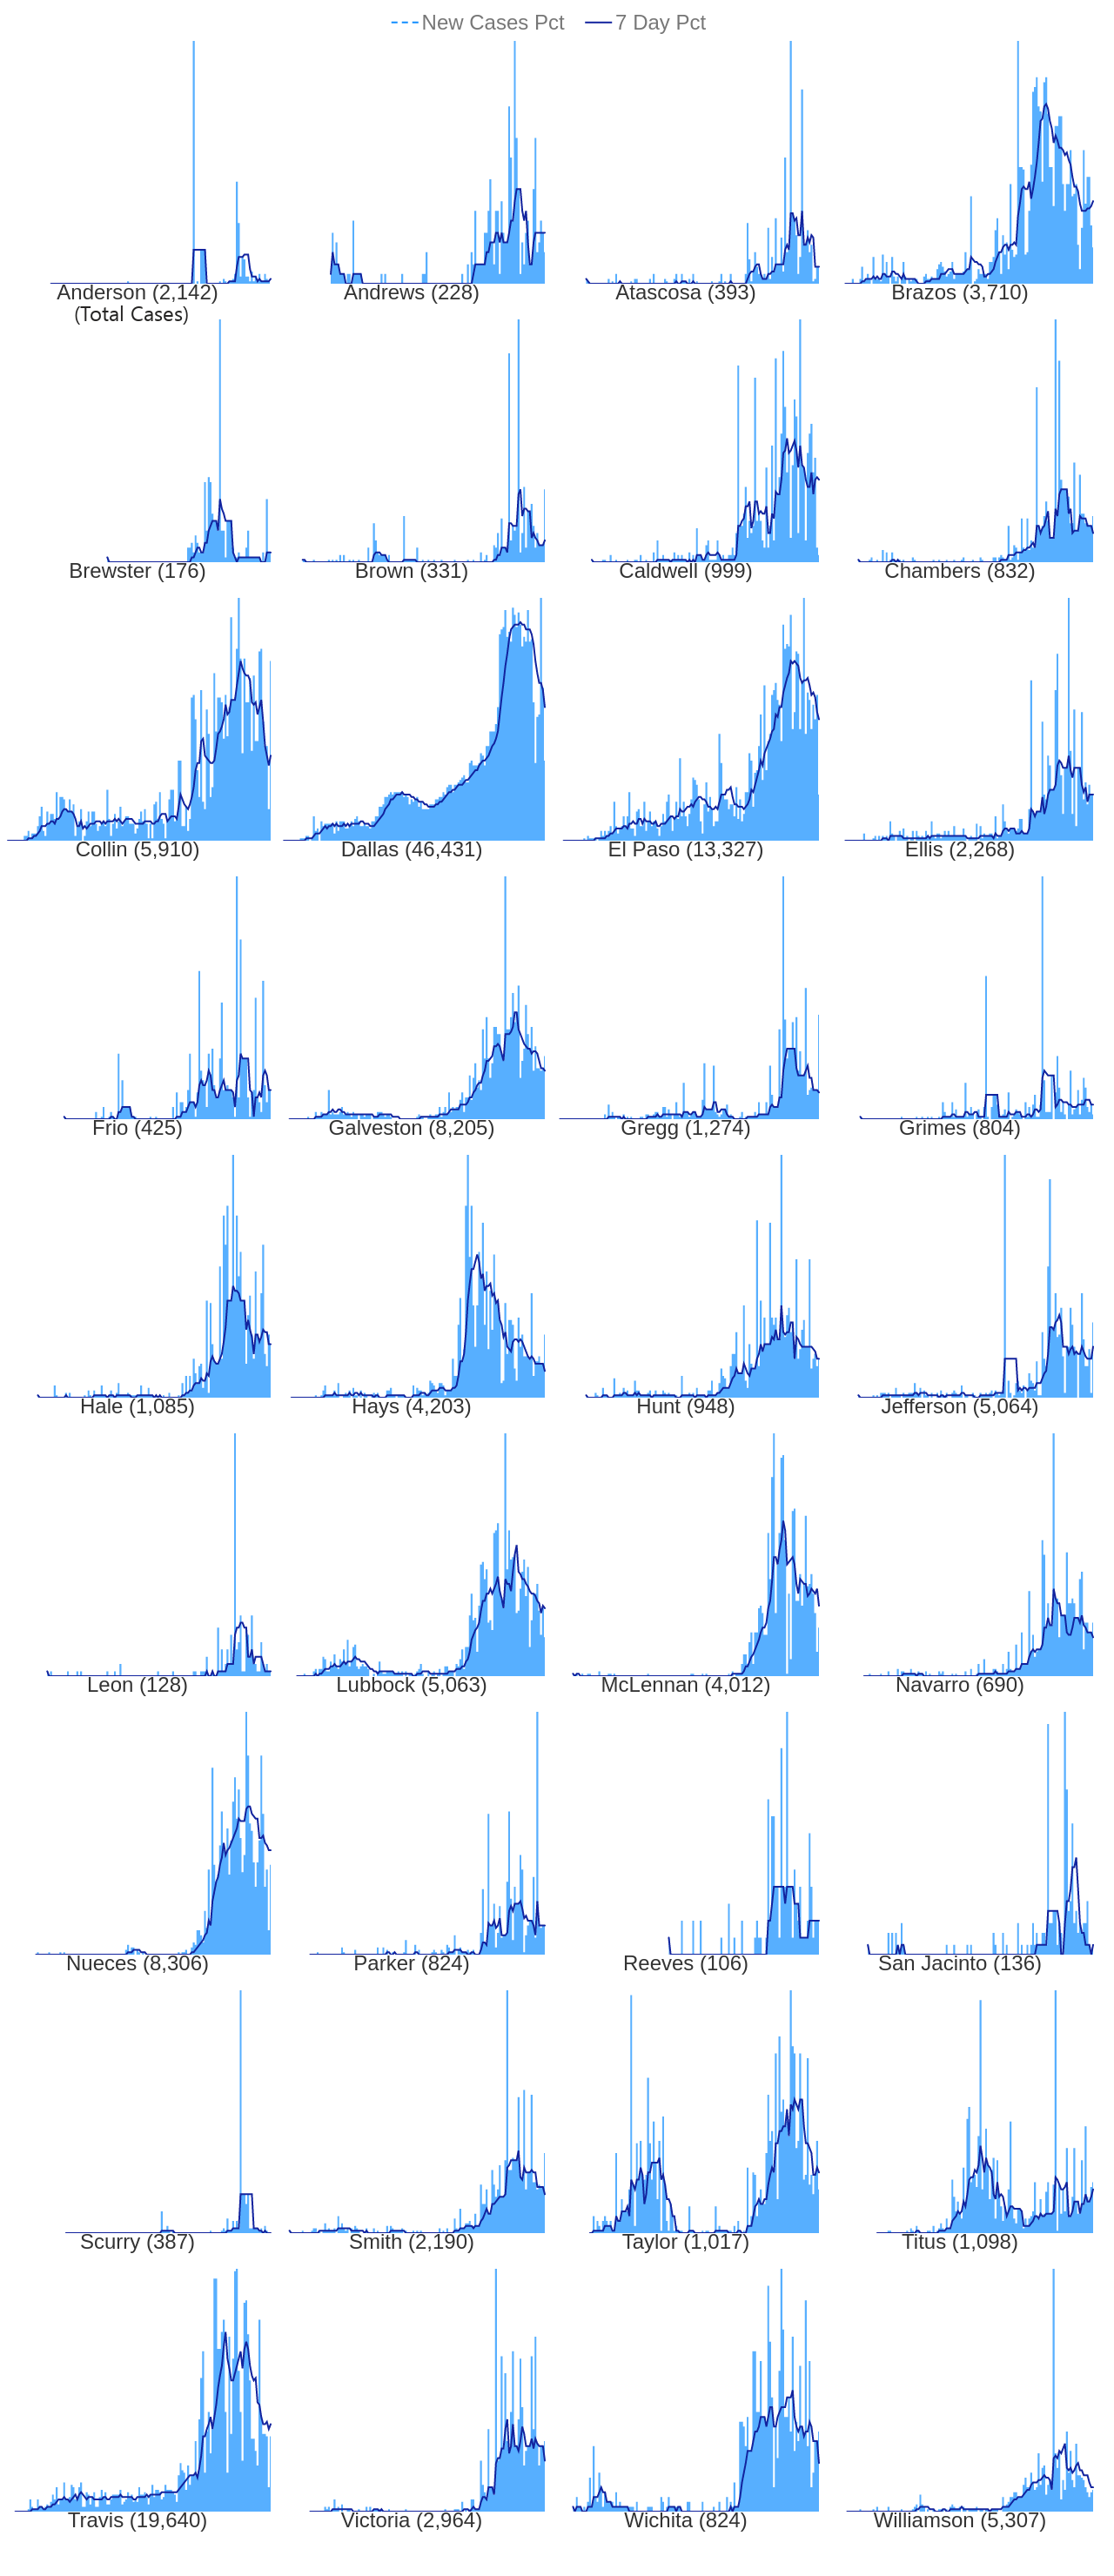 New Cases Pct 7 Day Pct
Anderson (2,142) Andrews (228) Atascosa (393) Brazos (3,710)
(Total Cases)
Brewster (176) Brown (331) Caldwell (999) Chambers (832)
Collin (5,910) Dallas (46,431) El Paso (13,327) Ellis (2,268)
Frio (425) Galveston (8,205) Gregg (1,274) Grimes (804)
Hale (1,085) Hays (4,203) Hunt (948) Jefferson (5,064)
Leon (128) Lubbock (5,063) McLennan (4,012) Navarro (690)
Nueces (8,306) Parker (824) Reeves (106) San Jacinto (136)
Scurry (387) Smith (2,190) Taylor (1,017) Titus (1,098)
Travis (19,640) Victoria (2,964) Wichita (824) Williamson (5,307)